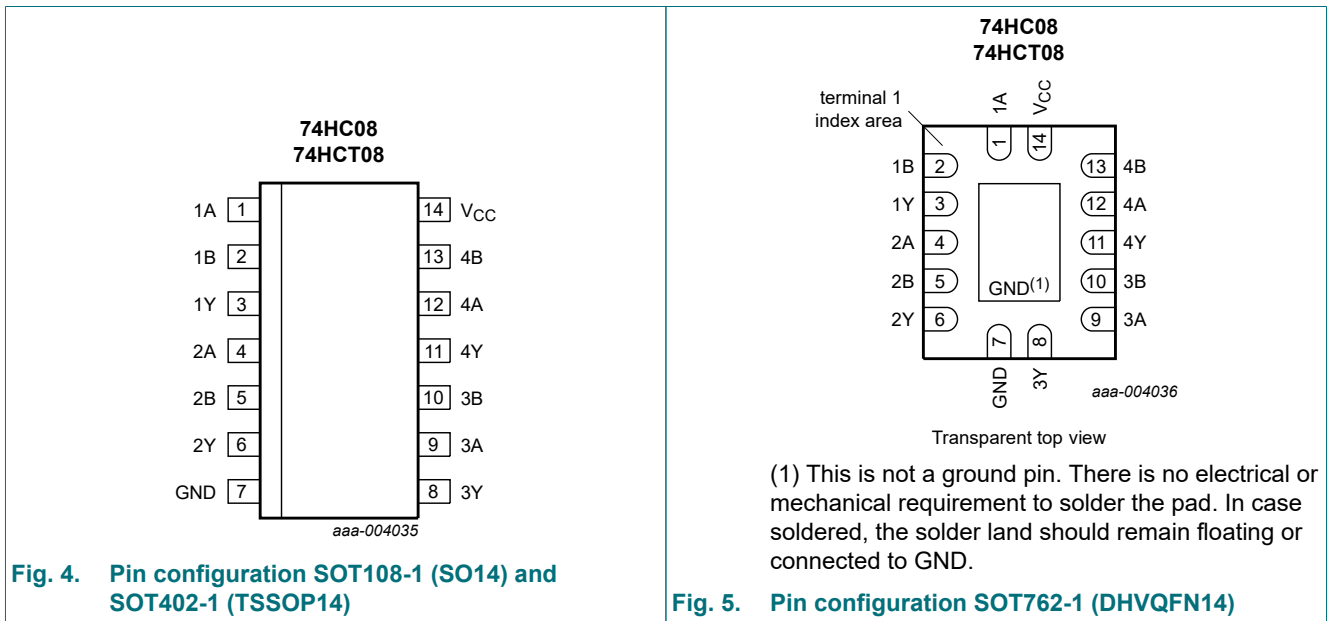 74HC08
74HCT08
1A 1
1B 2
1Y 3
2A 4
2B 5
2Y 6
GND 7
14 VCC
13 4B
12 4A
11 4Y
10 3B
9 3A
8 3Y
aaa-004035
Fig. 4. Pin configuration SOT108-1 (SO14) and
SOT402-1 (TSSOP14)
74HC08
74HCT08
terminal 1
index area
1A
VCC
1
14
1B 2
1Y 3
2A 4
2B 5
2Y 6
13 4B
12 4A
11 4Y
10 3B
9 3A
GND(1)
7
8
GND
3Y
aaa-004036
Transparent top view
(1) This is not a ground pin. There is no electrical or
mechanical requirement to solder the pad. In case
soldered, the solder land should remain floating or
connected to GND.
Fig. 5. Pin configuration SOT762-1 (DHVQFN14)